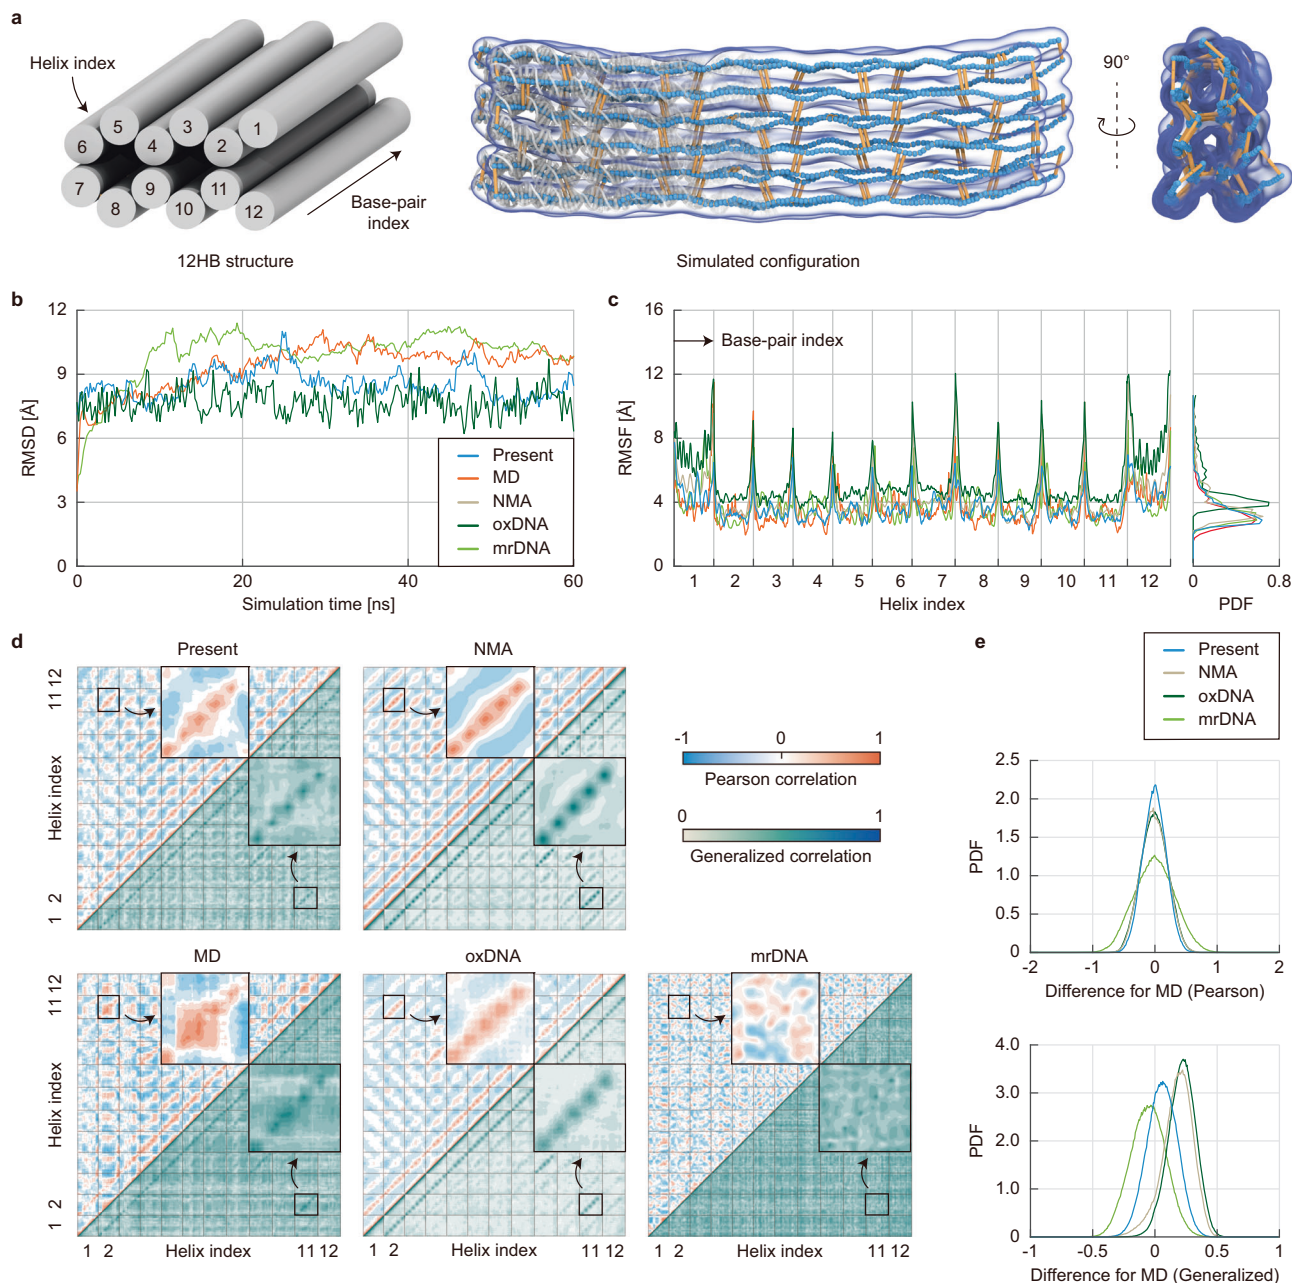 a
Helix index
5
3
1
6
4
2
7
9
11
8
10
12
Base-pair
index
12HB structure
Simulated configuration
90°
b
RMSD [Å]
12
9
6
3
0
0
20
40
60
Simulation time [ns]
Present
MD
NMA
oxDNA
mrDNA
c
RMSF [Å]
16
12
8
4
0
Base-pair index
1 2 3 4 5 6 7 8 9 10 11 12
Helix index
0 0.8
PDF
d
Present
NMA
11 12
Helix index
1 2
-1 0 1
Pearson correlation
0 1
Generalized correlation
MD
oxDNA
mrDNA
11 12
Helix index
1 2
1 2 Helix index 11 12
1 2 Helix index 11 12
1 2 Helix index 11 12
e
Present
NMA
oxDNA
mrDNA
PDF
2.5
2.0
1.5
1.0
0.5
0
-2 -1 0 1 2
Difference for MD (Pearson)
PDF
4.0
3.0
4.0
1.0
0
-1 -0.5 0 0.5 1
Difference for MD (Generalized)